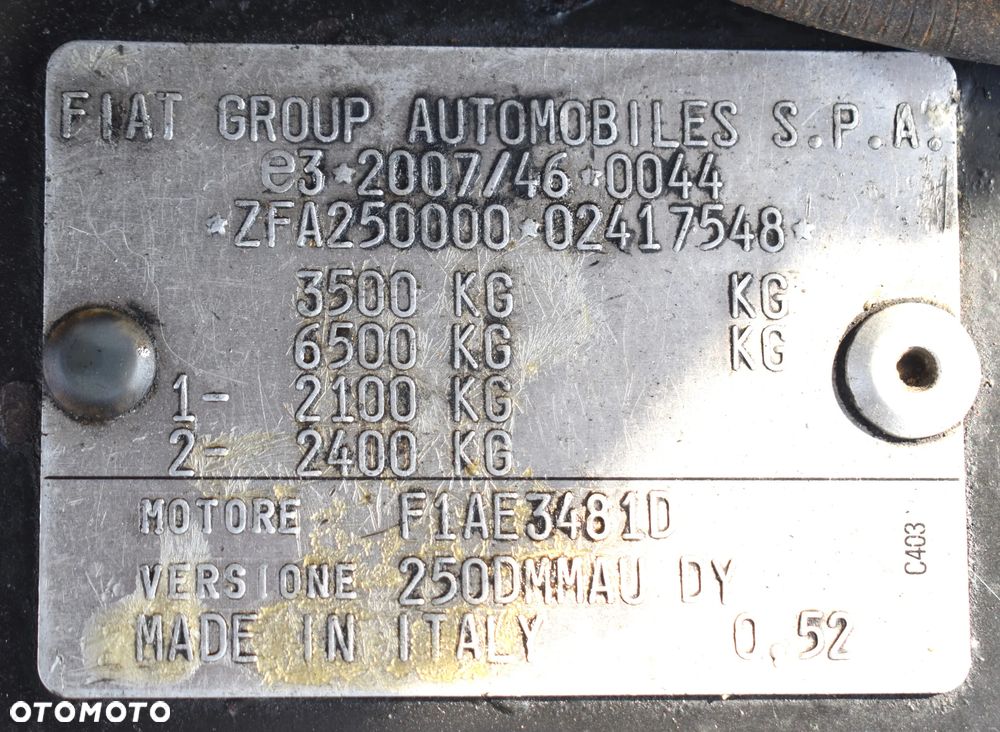 FIAT GROUP AUTOMOBILES S.P.A.
e3*2007/46*0044
*ZFA250000*02417548*
3500 KG KG
6500 KG KG
1- 2100 KG
2- 2400 KG
MOTORE F1AE3481D
VERSIONE 250DMMAU DY
MADE IN ITALY 0,52
C403
OTOMOTO